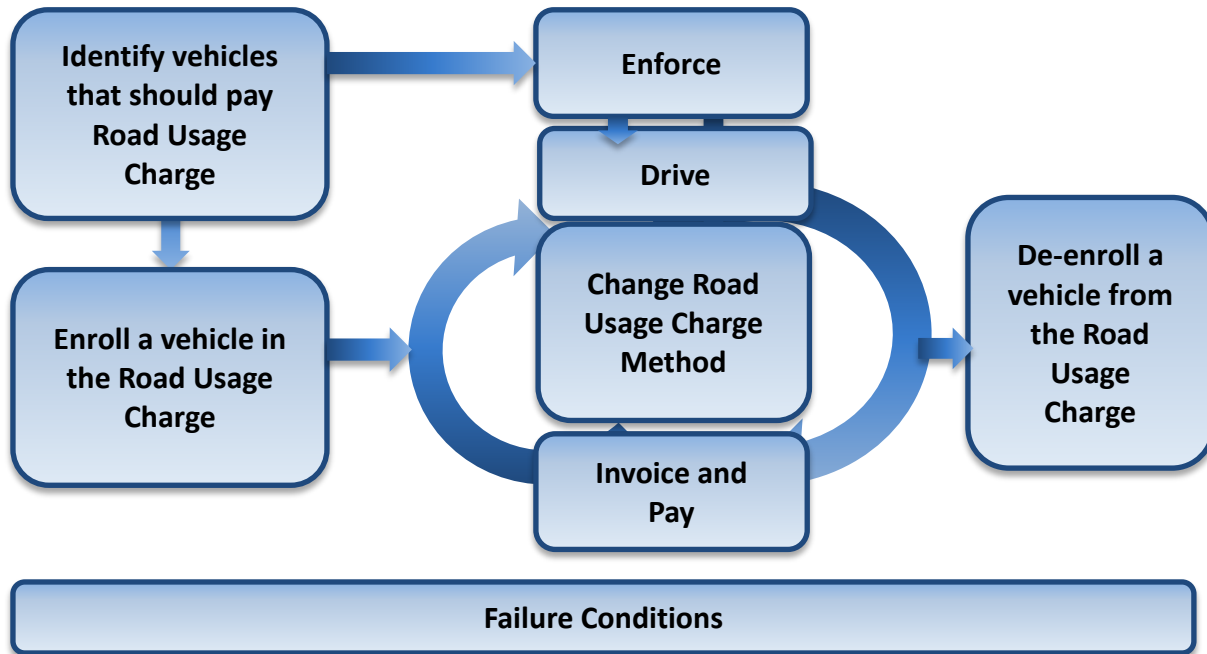 Identify vehicles
that should pay
Road Usage
Charge
Enforce
Drive
Enroll a vehicle in
the Road Usage
Charge
Change Road
Usage Charge
Method
De-enroll a
vehicle from
the Road
Usage
Charge
Invoice and
Pay
Failure Conditions